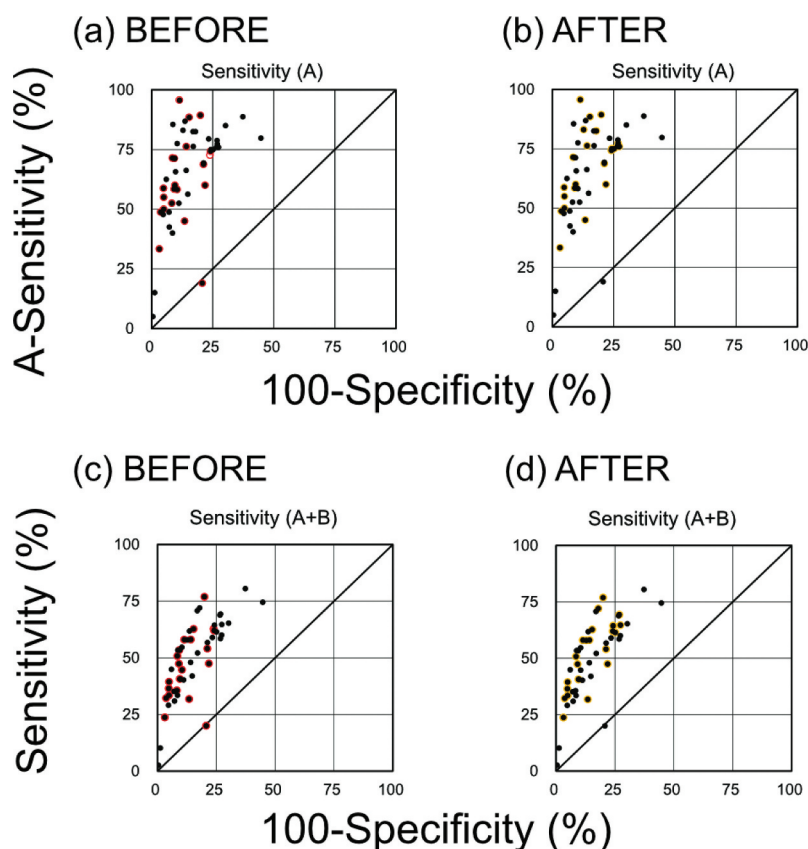 (a) BEFORE
(b) AFTER
Sensitivity (A)
Sensitivity (A)
A-Sensitivity (%)
100
75
50
25
0
0 25 50 75 100
100
75
50
25
0
0 25 50 75 100
100-Specificity (%)
(c) BEFORE
(d) AFTER
Sensitivity (A+B)
Sensitivity (A+B)
Sensitivity (%)
100
75
50
25
0
0 25 50 75 100
100
75
50
25
0
0 25 50 75 100
100-Specificity (%)